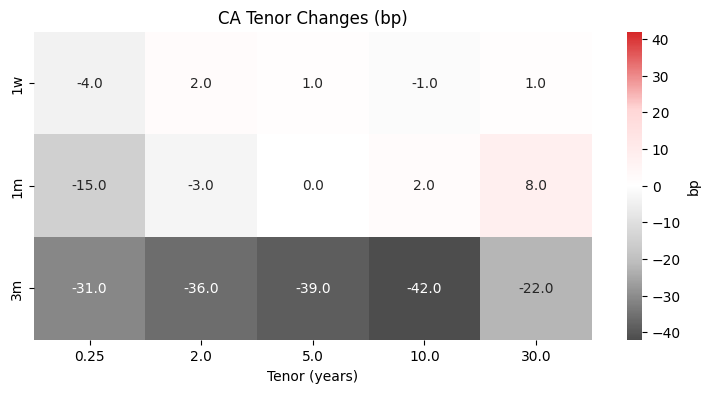 CA Tenor Changes (bp)
1w -4.0 2.0 1.0 -1.0 1.0
1m -15.0 -3.0 0.0 2.0 8.0
3m -31.0 -36.0 -39.0 -42.0 -22.0
0.25 2.0 5.0 10.0 30.0
Tenor (years)
40
30
20
10
0
−10
−20
−30
−40
bp